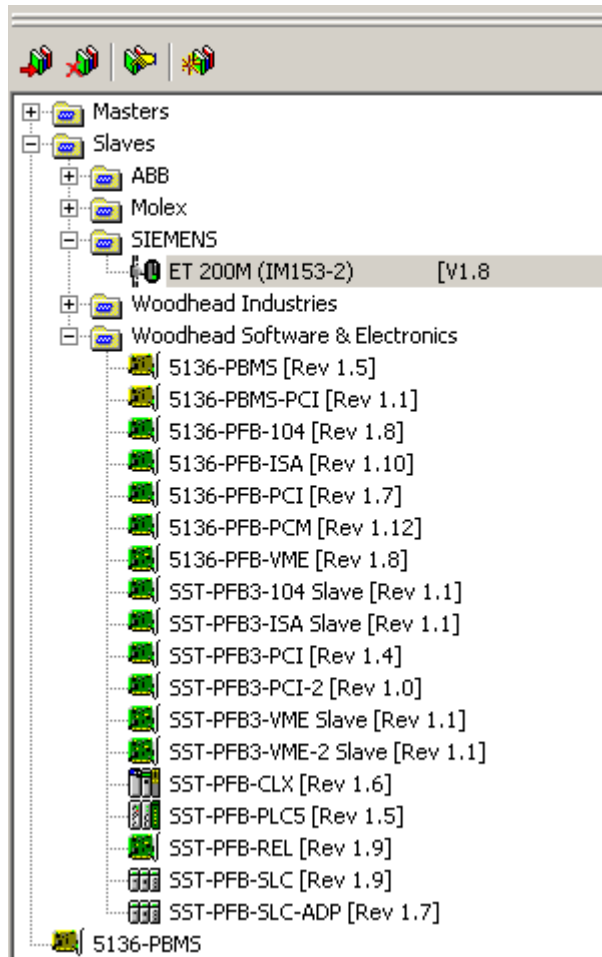 Masters
Slaves
ABB
Molex
SIEMENS
ET 200M (IM153-2) [V1.8
Woodhead Industries
Woodhead Software & Electronics
5136-PBMS [Rev 1.5]
5136-PBMS-PCI [Rev 1.1]
5136-PFB-104 [Rev 1.8]
5136-PFB-ISA [Rev 1.10]
5136-PFB-PCI [Rev 1.7]
5136-PFB-PCM [Rev 1.12]
5136-PFB-VME [Rev 1.8]
SST-PFB3-104 Slave [Rev 1.1]
SST-PFB3-ISA Slave [Rev 1.1]
SST-PFB3-PCI [Rev 1.4]
SST-PFB3-PCI-2 [Rev 1.0]
SST-PFB3-VME Slave [Rev 1.1]
SST-PFB3-VME-2 Slave [Rev 1.1]
SST-PFB-CLX [Rev 1.6]
SST-PFB-PLC5 [Rev 1.5]
SST-PFB-REL [Rev 1.9]
SST-PFB-SLC [Rev 1.9]
SST-PFB-SLC-ADP [Rev 1.7]
5136-PBMS